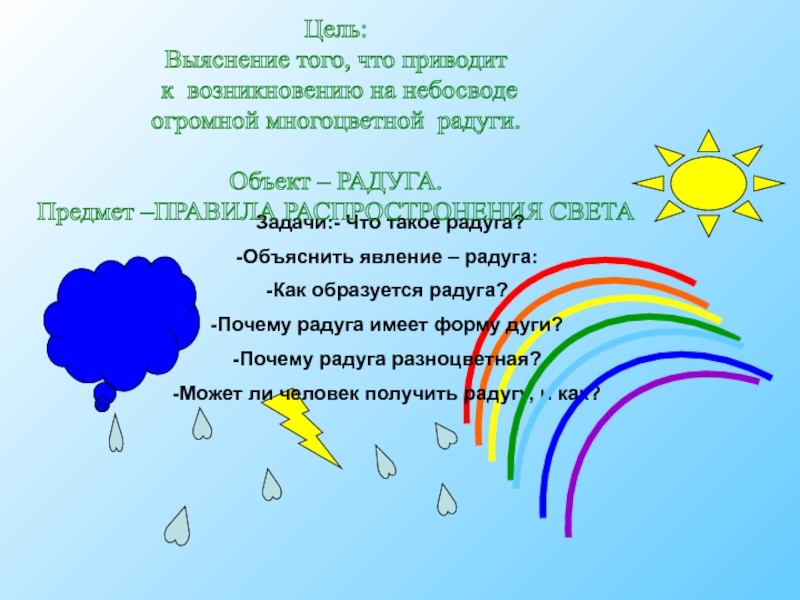 Цель:
Выяснение того, что приводит
к возникновению на небосводе
огромной многоцветной радуги.
Объект – РАДУГА.
Предмет –ПРАВИЛА РАСПРОСТРОНЕНИЯ СВЕТА
Задачи:- Что такое радуга?
-Объяснить явление – радуга:
-Как образуется радуга?
-Почему радуга имеет форму дуги?
-Почему радуга разноцветная?
-Может ли человек получить радугу, и как?